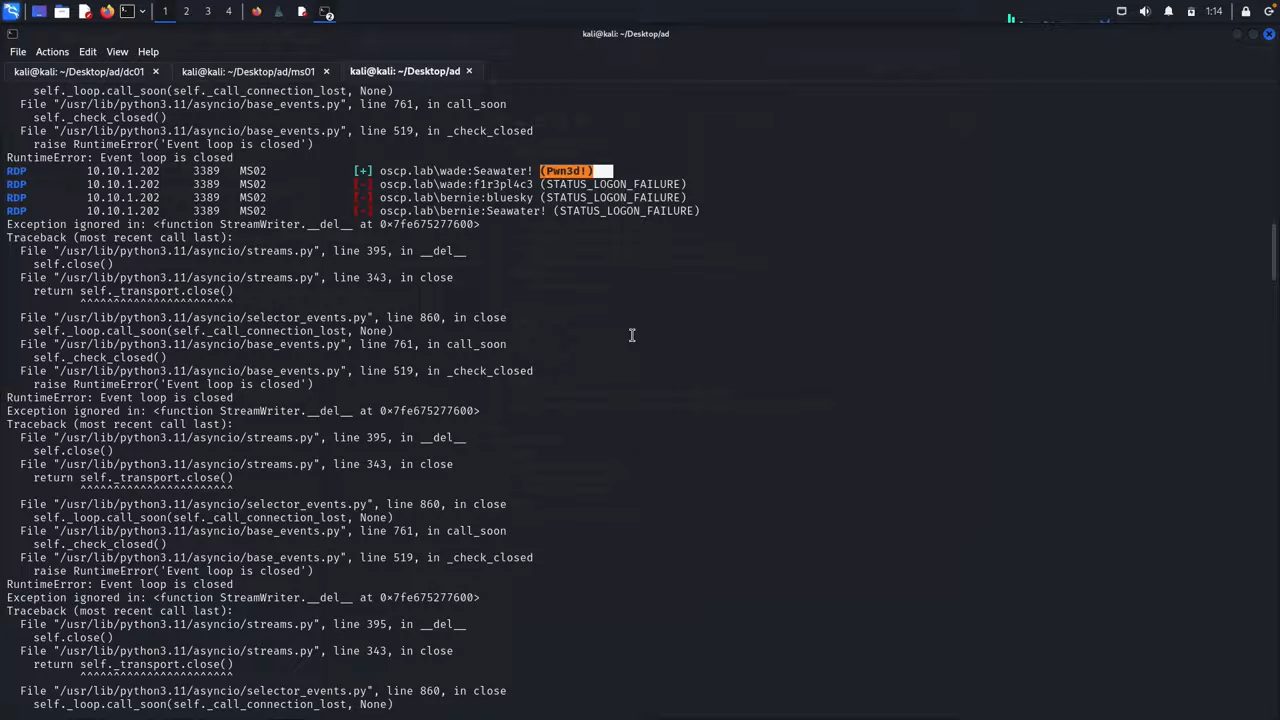 1 2 3 4 2 1:14
kali@kali: ~/Desktop/ad
File Actions Edit View Help
kali@kali: ~/Desktop/ad/dc01 × kali@kali: ~/Desktop/ad/ms01 × kali@kali: ~/Desktop/ad ×
self._loop.call_soon(self._call_connection_lost, None)
File "/usr/lib/python3.11/asyncio/base_events.py", line 761, in call_soon
self._check_closed()
File "/usr/lib/python3.11/asyncio/base_events.py", line 519, in _check_closed
raise RuntimeError('Event loop is closed')
RuntimeError: Event loop is closed
RDP 10.10.1.202 3389 MS02 [+] oscp.lab\wade:Seawater! (Pwn3d!)
RDP 10.10.1.202 3389 MS02 [-] oscp.lab\wade:f1r3pl4c3 (STATUS_LOGON_FAILURE)
RDP 10.10.1.202 3389 MS02 [-] oscp.lab\bernie:bluesky (STATUS_LOGON_FAILURE)
RDP 10.10.1.202 3389 MS02 [-] oscp.lab\bernie:Seawater! (STATUS_LOGON_FAILURE)
Exception ignored in: <function StreamWriter.__del__ at 0×7fe675277600>
Traceback (most recent call last):
File "/usr/lib/python3.11/asyncio/streams.py", line 395, in __del__
self.close()
File "/usr/lib/python3.11/asyncio/streams.py", line 343, in close
return self._transport.close()
^^^^^^^^^^^^^^^^^^^^^^^
File "/usr/lib/python3.11/asyncio/selector_events.py", line 860, in close
self._loop.call_soon(self._call_connection_lost, None)
File "/usr/lib/python3.11/asyncio/base_events.py", line 761, in call_soon
self._check_closed()
File "/usr/lib/python3.11/asyncio/base_events.py", line 519, in _check_closed
raise RuntimeError('Event loop is closed')
RuntimeError: Event loop is closed
Exception ignored in: <function StreamWriter.__del__ at 0×7fe675277600>
Traceback (most recent call last):
File "/usr/lib/python3.11/asyncio/streams.py", line 395, in __del__
self.close()
File "/usr/lib/python3.11/asyncio/streams.py", line 343, in close
return self._transport.close()
^^^^^^^^^^^^^^^^^^^^^^^
File "/usr/lib/python3.11/asyncio/selector_events.py", line 860, in close
self._loop.call_soon(self._call_connection_lost, None)
File "/usr/lib/python3.11/asyncio/base_events.py", line 761, in call_soon
self._check_closed()
File "/usr/lib/python3.11/asyncio/base_events.py", line 519, in _check_closed
raise RuntimeError('Event loop is closed')
RuntimeError: Event loop is closed
Exception ignored in: <function StreamWriter.__del__ at 0×7fe675277600>
Traceback (most recent call last):
File "/usr/lib/python3.11/asyncio/streams.py", line 395, in __del__
self.close()
File "/usr/lib/python3.11/asyncio/streams.py", line 343, in close
return self._transport.close()
^^^^^^^^^^^^^^^^^^^^^^^
File "/usr/lib/python3.11/asyncio/selector_events.py", line 860, in close
self._loop.call_soon(self._call_connection_lost, None)